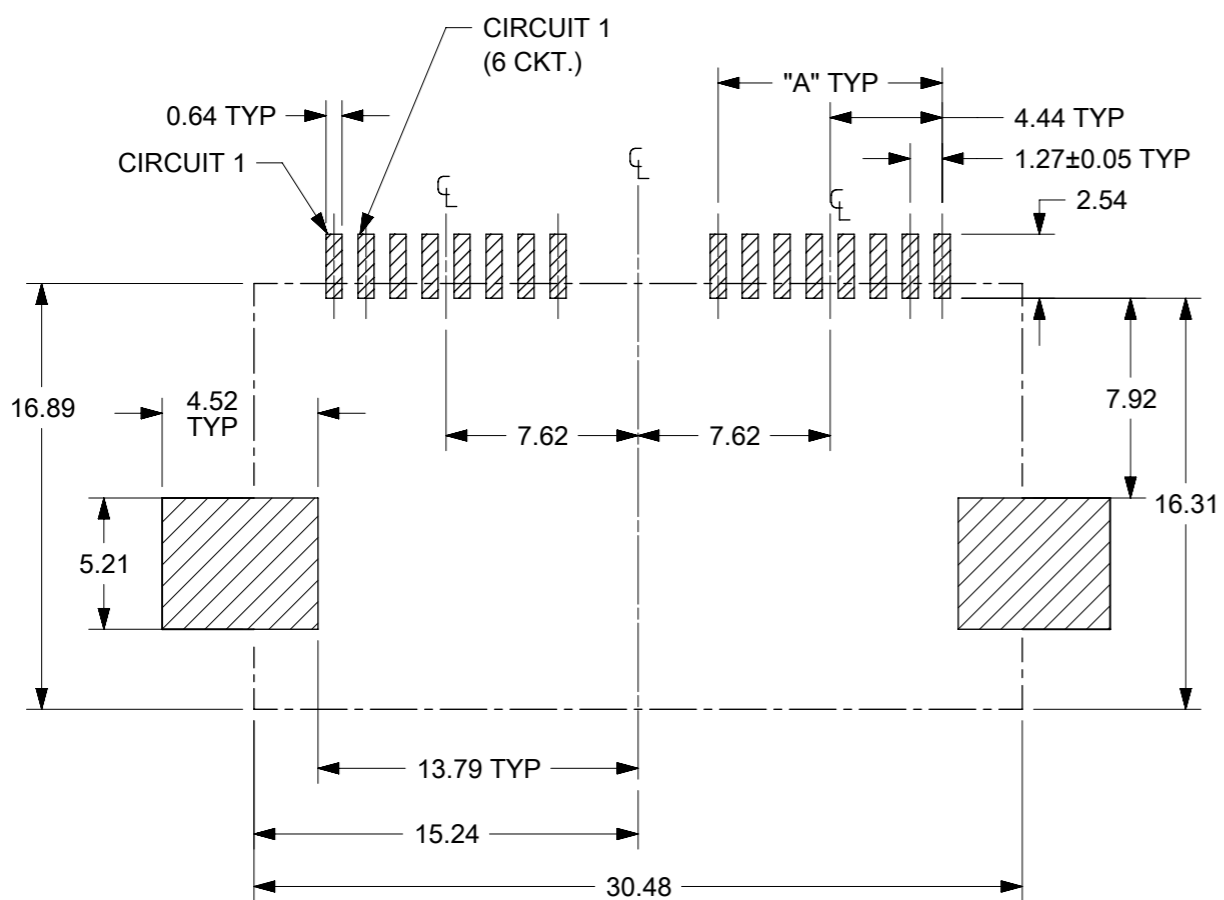 CIRCUIT 1
(6 CKT.)
"A" TYP
0.64 TYP
4.44 TYP
CIRCUIT 1
1.27±0.05 TYP
℄
℄
℄
2.54
16.89
4.52
TYP
7.92
7.62
7.62
16.31
5.21
13.79 TYP
15.24
30.48